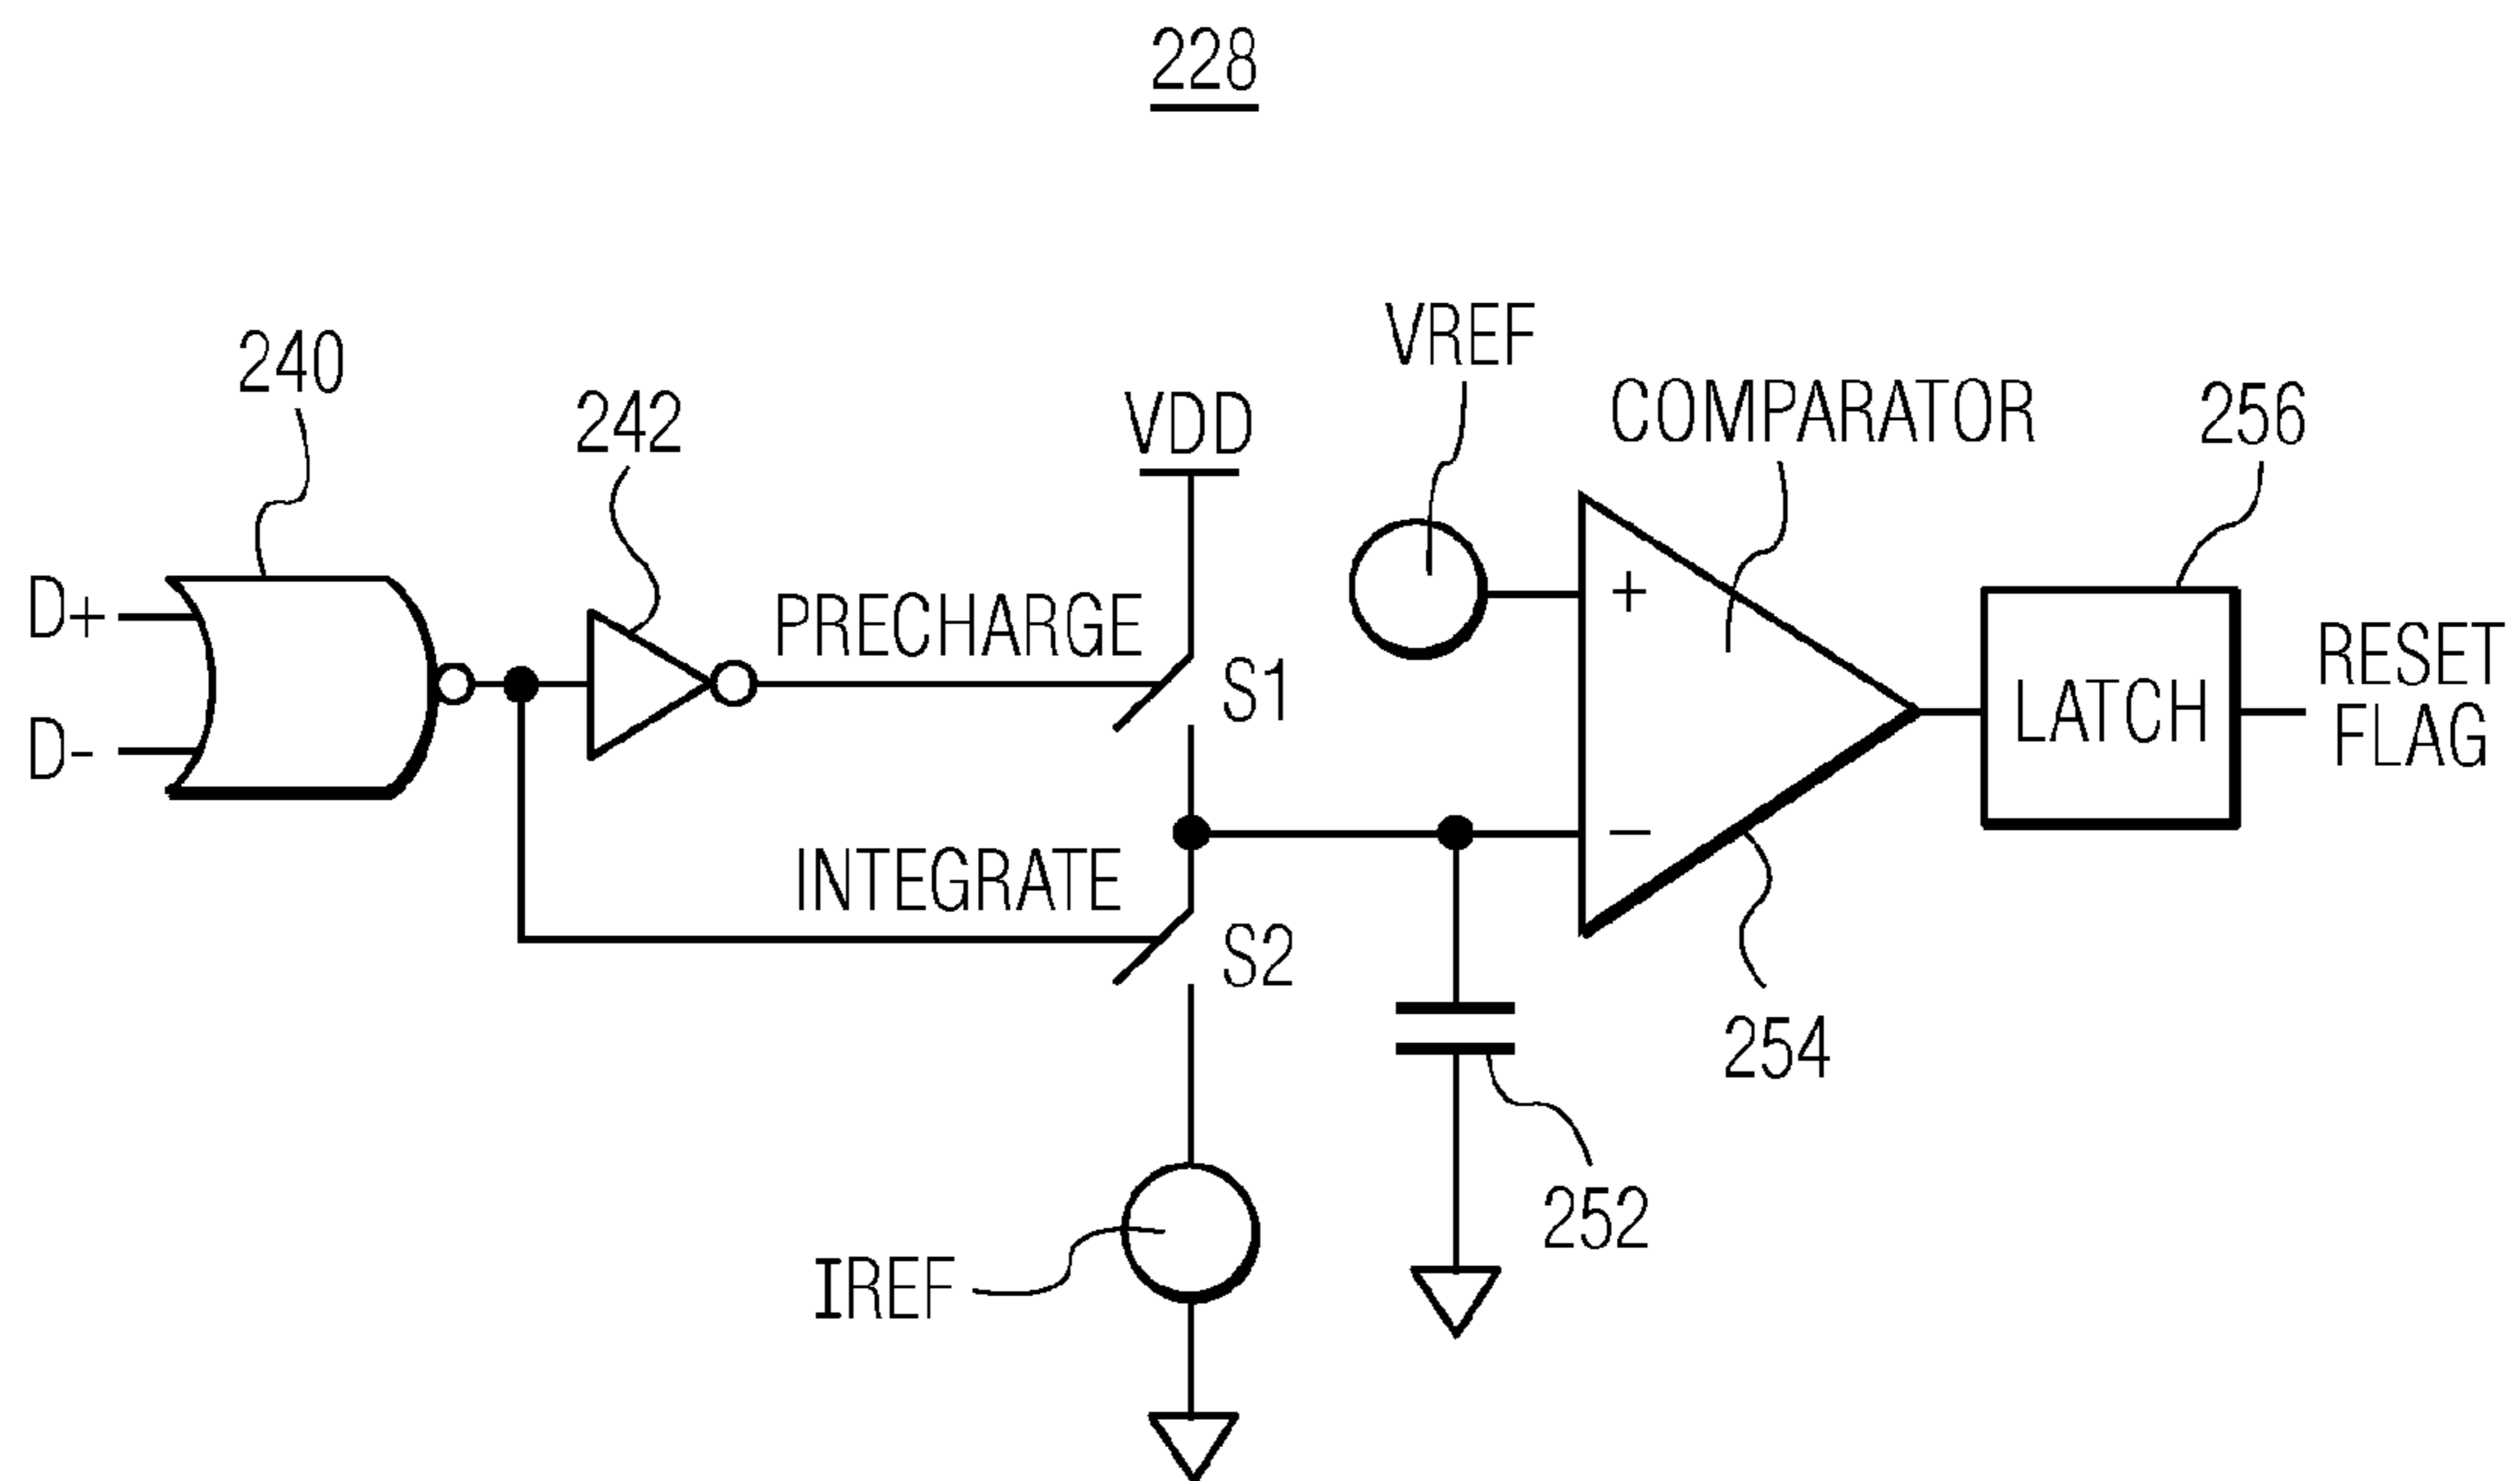 228
VREF
240
COMPARATOR
256
242
VDD
D+
PRECHARGE
+
RESET
FLAG
S1
LATCH
D-
INTEGRATE
−
S2
254
252
IREF